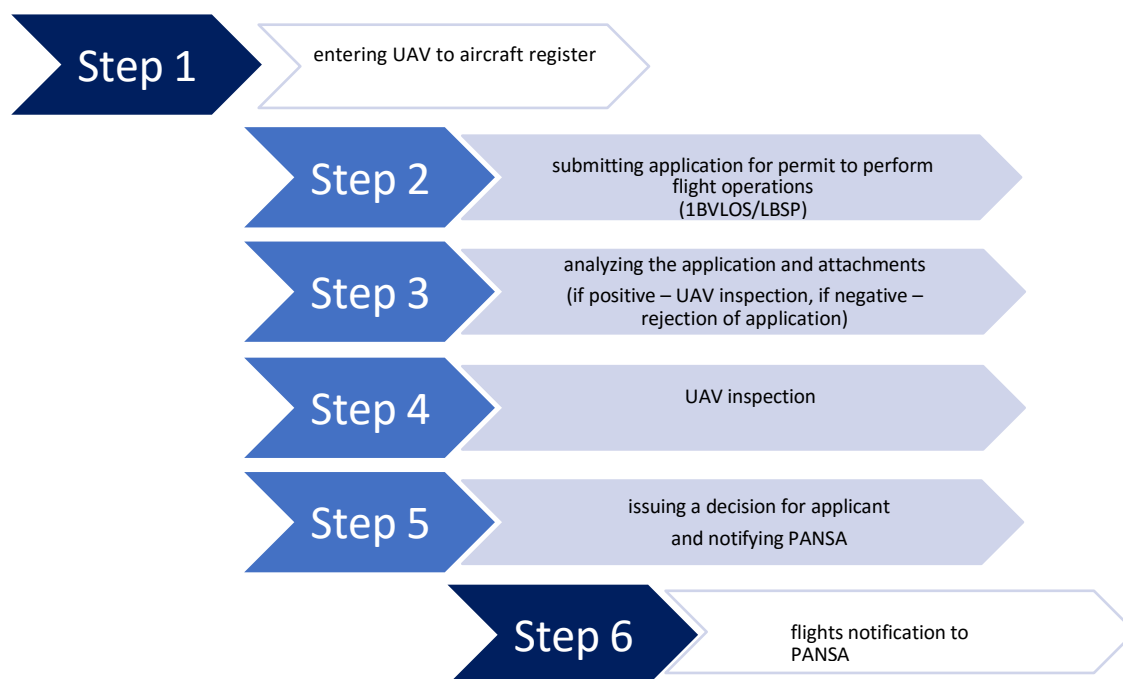 Step 1
entering UAV to aircraft register
Step 2
submitting application for permit to perform
flight operations
(1BVLOS/LBSP)
Step 3
analyzing the application and attachments
(if positive – UAV inspection, if negative –
rejection of application)
Step 4
UAV inspection
Step 5
issuing a decision for applicant
and notifying PANSA
Step 6
flights notification to
PANSA